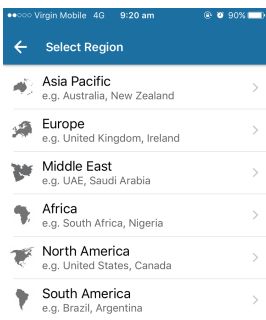 Virgin Mobile 4G 9:20 am 90%
Select Region
Asia Pacific
e.g. Australia, New Zealand
Europe
e.g. United Kingdom, Ireland
Middle East
e.g. UAE, Saudi Arabia
Africa
e.g. South Africa, Nigeria
North America
e.g. United States, Canada
South America
e.g. Brazil, Argentina